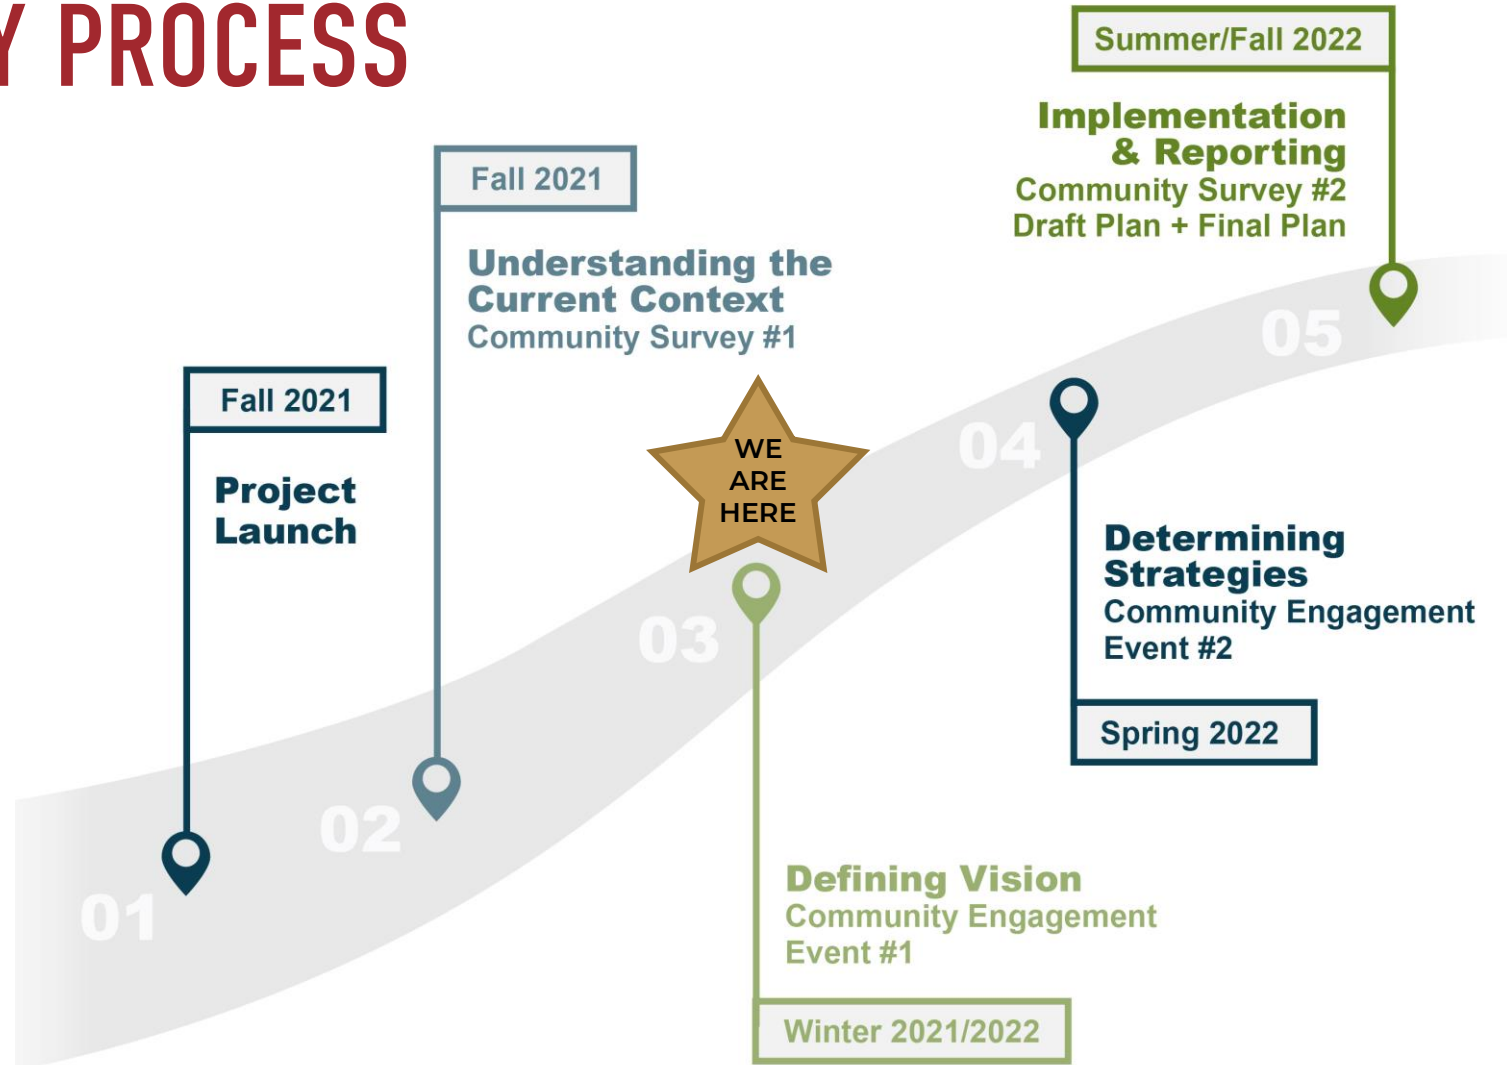 Y PROCESS
01
Fall 2021
Project
Launch
02
Fall 2021
Understanding the
Current Context
Community Survey #1
03
WE
ARE
HERE
Defining Vision
Community Engagement
Event #1
Winter 2021/2022
04
Determining
Strategies
Community Engagement
Event #2
Spring 2022
05
Summer/Fall 2022
Implementation
& Reporting
Community Survey #2
Draft Plan + Final Plan